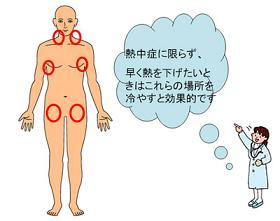 熱中症に限らず、
早く熱を下げたいと
きはこれらの場所を
冷やすと効果的です